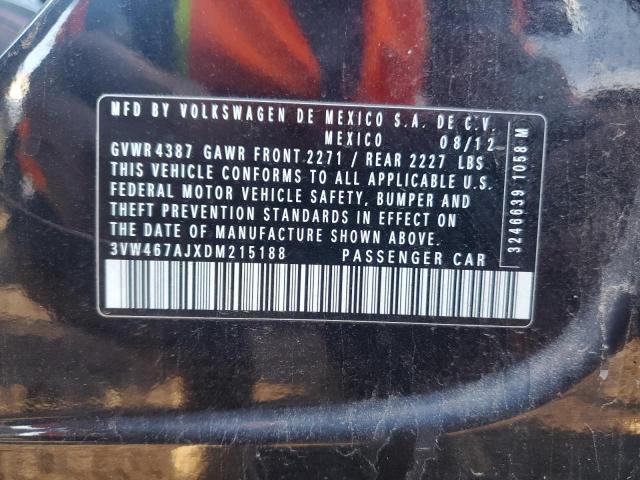 MFD BY VOLKSWAGEN DE MEXICO S.A. DE C.V.
MEXICO 08/12
GVWR 4387 GAWR FRONT 2271 / REAR 2227 LBS
THIS VEHICLE CONFORMS TO ALL APPLICABLE U.S.
FEDERAL MOTOR VEHICLE SAFETY, BUMPER AND
THEFT PREVENTION STANDARDS IN EFFECT ON
THE DATE OF MANUFACTURE SHOWN ABOVE.
3VW467AJXDM215188 PASSENGER CAR
3246639 1058 M